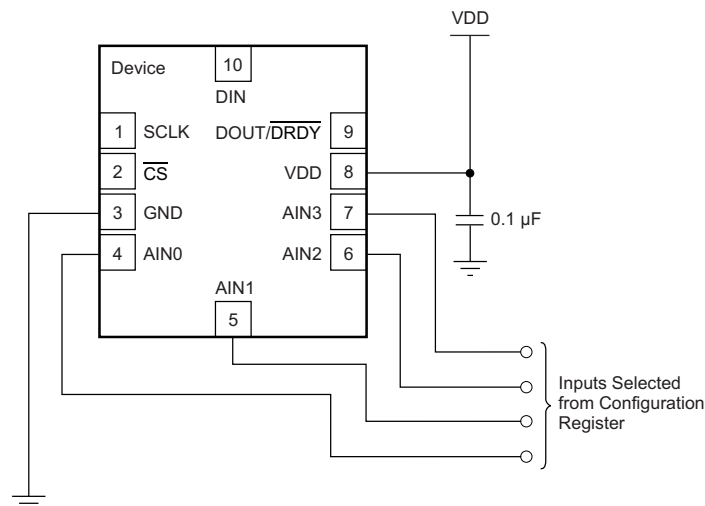 VDD
Device
10
DIN
1 SCLK DOUT/DRDY 9
2 CS VDD 8
3 GND AIN3 7
0.1 µF
4 AIN0 AIN2 6
AIN1
5
Inputs Selected
from Configuration
Register